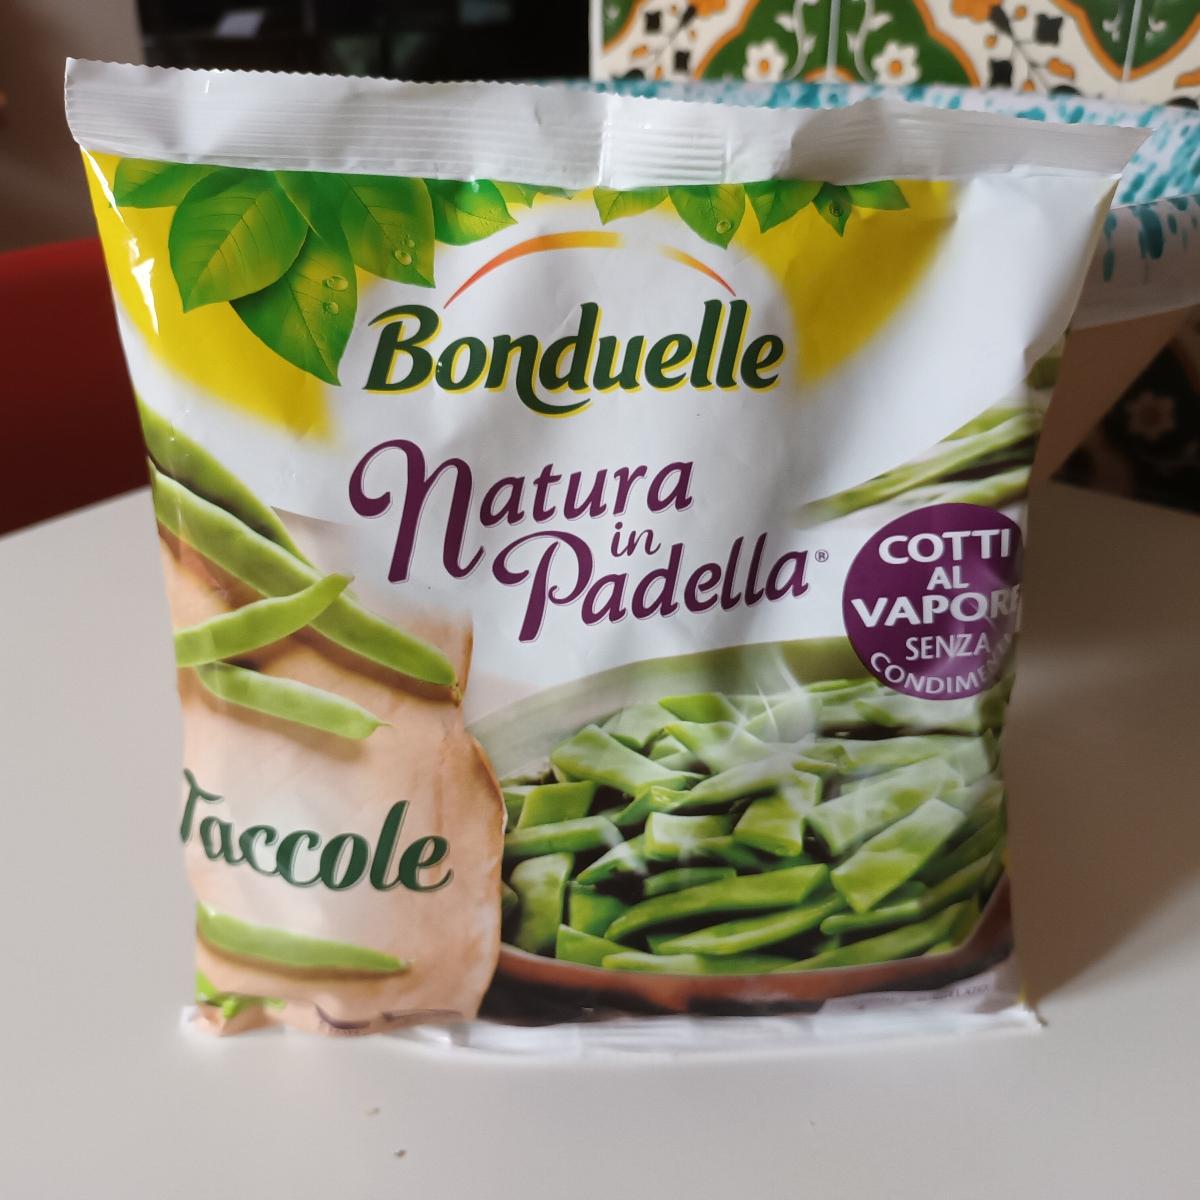 Bonduelle
Natura
in
Padella®
COTTI
AL
VAPORE
SENZA
Taccole